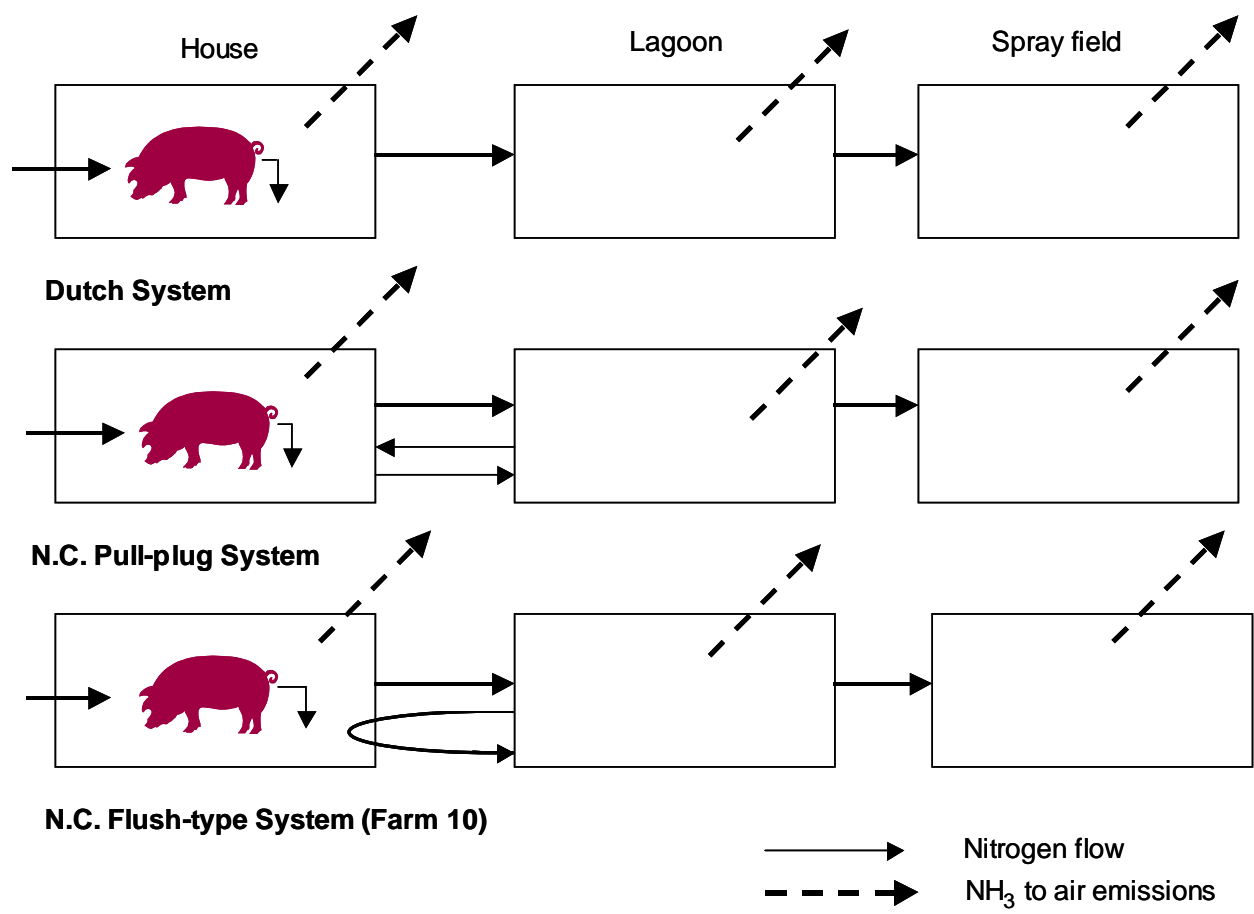 House
Lagoon
Spray field
Dutch System
N.C. Pull-plug System
N.C. Flush-type System (Farm 10)
Nitrogen flow
NH3 to air emissions